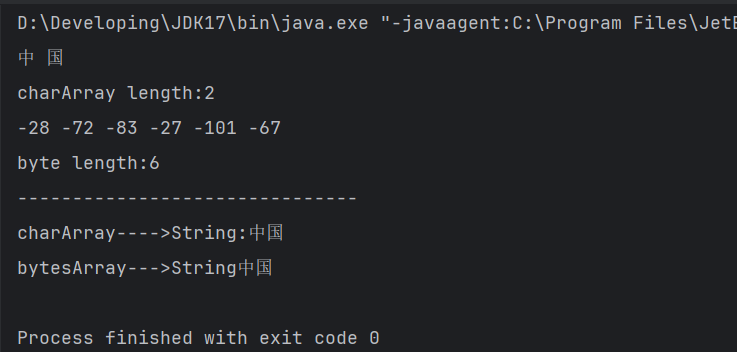 D:\Developing\JDK17\bin\java.exe "-javaagent:C:\Program Files\JetB
中 国
charArray length:2
-28 -72 -83 -27 -101 -67
byte length:6
-------------------------------
charArray---->String:中国
bytesArray--->String中国
Process finished with exit code 0